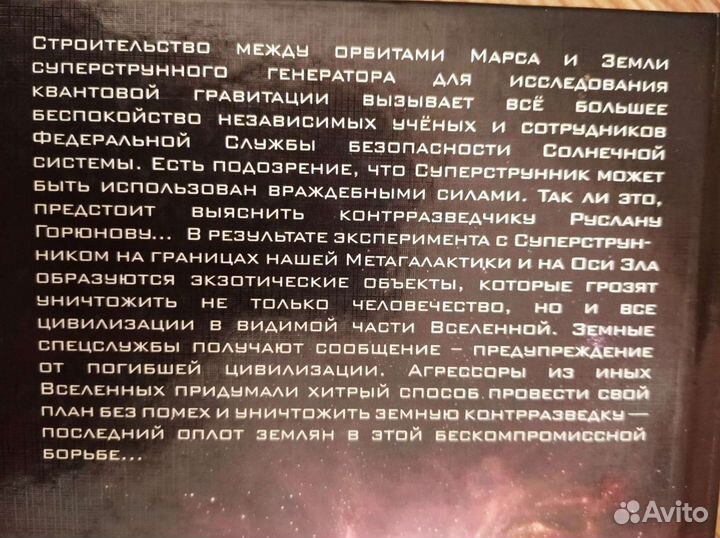 Строительство между орбитами Марса и Земли
суперструнного генератора для исследования
квантовой гравитации вызывает всё большее
беспокойство независимых учёных и сотрудников
Федеральной Службы безопасности Солнечной
системы. Есть подозрение, что Суперструнник может
быть использован враждебными силами. Так ли это,
предстоит выяснить контрразведчику Руслану
Горюнову... В результате эксперимента с Суперструн-
ником на границах нашей Метагалактики и на Оси Зла
образуются экзотические объекты, которые грозят
уничтожить не только человечество, но и все
цивилизации в видимой части Вселенной. Земные
спецслужбы получают сообщение – предупреждение
от погибшей цивилизации. Агрессоры из иных
Вселенных придумали хитрый способ провести свой
план без помех и уничтожить земную контрразведку —
последний оплот землян в этой бескомпромиссной
борьбе...
Avito